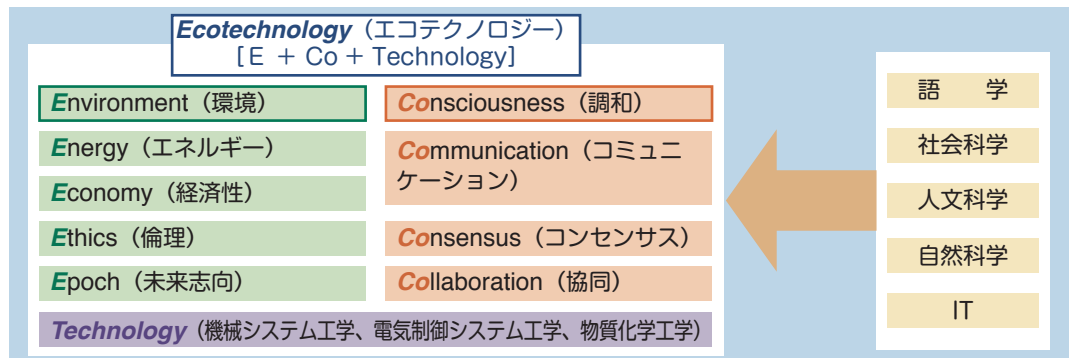 Ecotechnology（エコテクノロジー）
[E + Co + Technology]
Environment（環境）
Energy（エネルギー）
Economy（経済性）
Ethics（倫理）
Epoch（未来志向）
Consciousness（調和）
Communication（コミュニ
ケーション）
Consensus（コンセンサス）
Collaboration（協同）
Technology（機械システム工学、電気制御システム工学、物質化学工学）
語　学
社会科学
人文科学
自然科学
IT